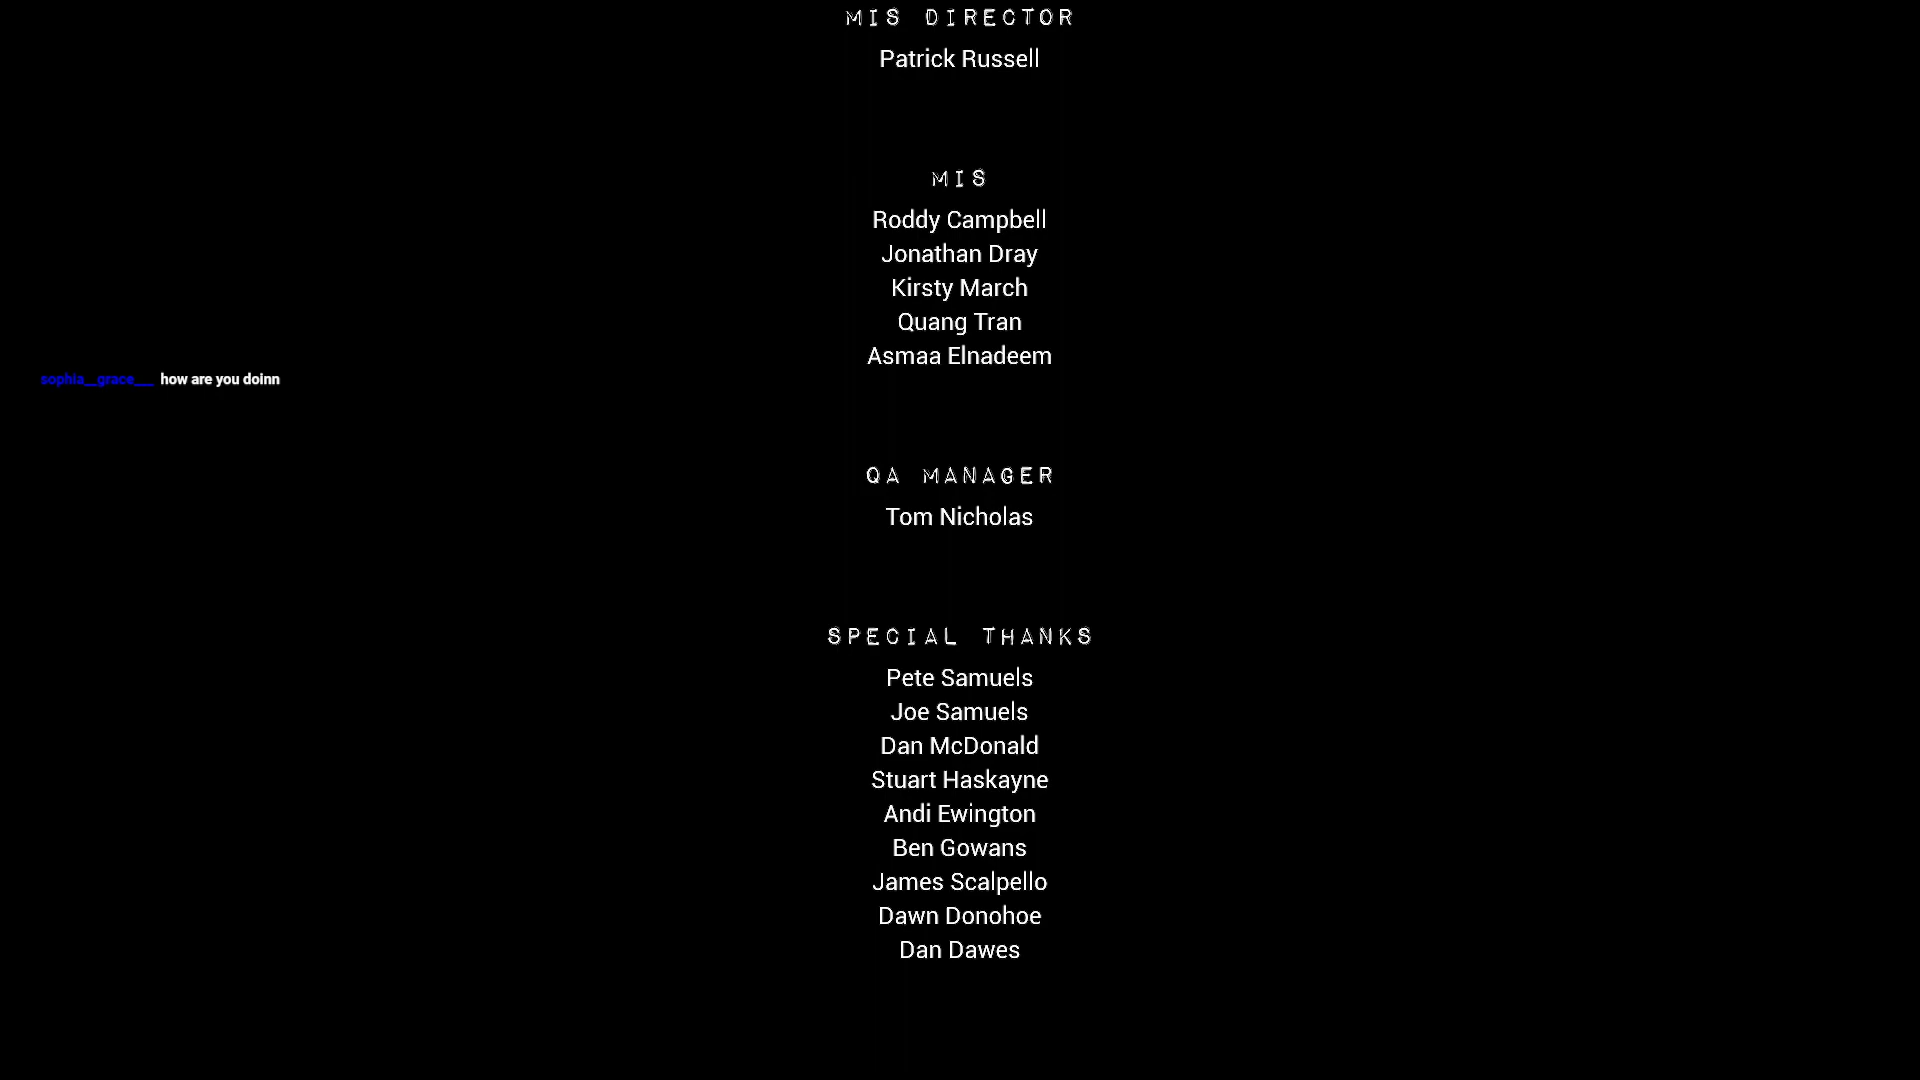 MIS DIRECTOR
Patrick Russell
MIS
Roddy Campbell
Jonathan Dray
Kirsty March
Quang Tran
Asmaa Elnadeem
sophia__grace___ how are you doinn
QA MANAGER
Tom Nicholas
SPECIAL THANKS
Pete Samuels
Joe Samuels
Dan McDonald
Stuart Haskayne
Andi Ewington
Ben Gowans
James Scalpello
Dawn Donohoe
Dan Dawes